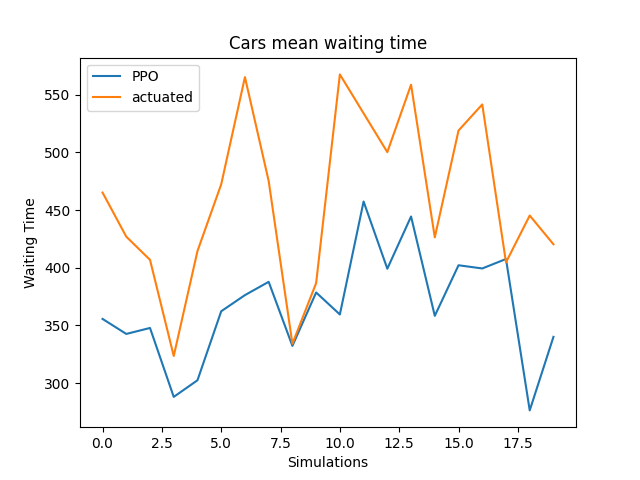 Cars mean waiting time
PPO
actuated
Waiting Time
550
500
450
400
350
300
0.0 2.5 5.0 7.5 10.0 12.5 15.0 17.5
Simulations